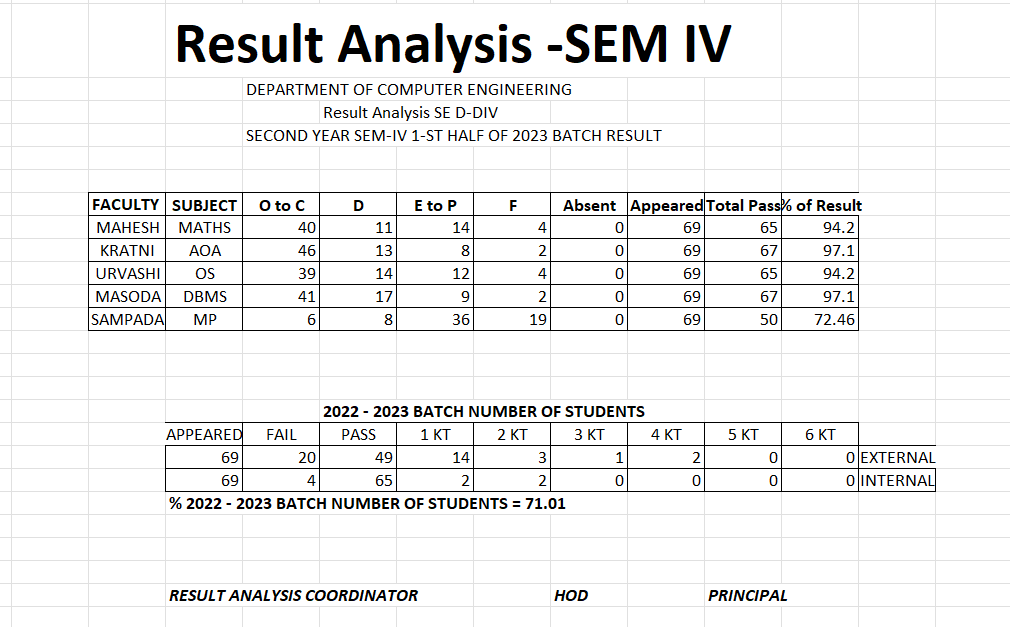 Result Analysis -SEM IV
DEPARTMENT OF COMPUTER ENGINEERING
Result Analysis SE D-DIV
SECOND YEAR SEM-IV 1-ST HALF OF 2023 BATCH RESULT
FACULTY SUBJECT O to C D E to P F Absent Appeared Total Pass % of Result
MAHESH MATHS 40 11 14 4 0 69 65 94.2
KRATNI AOA 46 13 8 2 0 69 67 97.1
URVASHI OS 39 14 12 4 0 69 65 94.2
MASODA DBMS 41 17 9 2 0 69 67 97.1
SAMPADA MP 6 8 36 19 0 69 50 72.46
2022 - 2023 BATCH NUMBER OF STUDENTS
APPEARED FAIL PASS 1 KT 2 KT 3 KT 4 KT 5 KT 6 KT
69 20 49 14 3 1 2 0 0 EXTERNAL
69 4 65 2 2 0 0 0 0 INTERNAL
% 2022 - 2023 BATCH NUMBER OF STUDENTS = 71.01
RESULT ANALYSIS COORDINATOR HOD PRINCIPAL